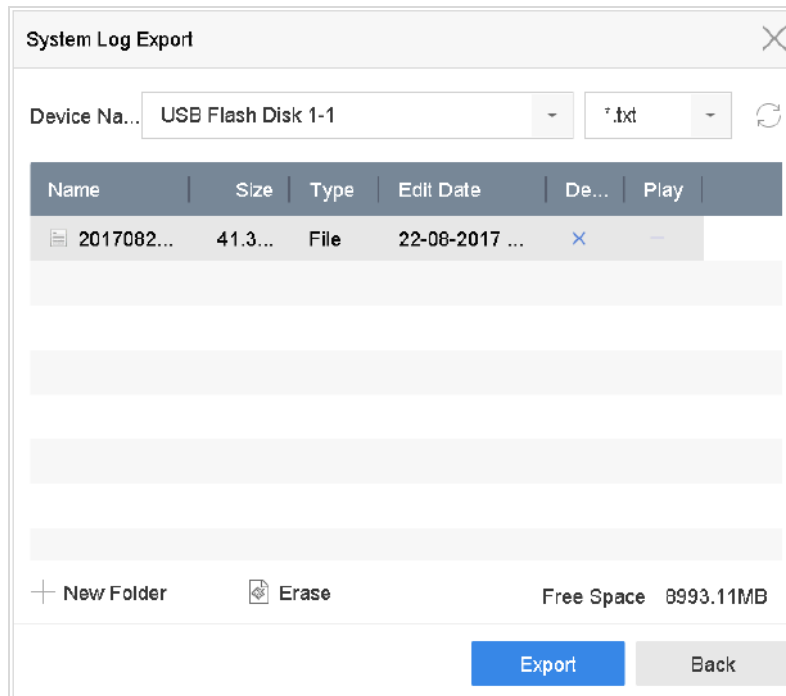 System Log Export
Device Na... USB Flash Disk 1-1 *.txt
Name Size Type Edit Date De... Play
2017082... 41.3... File 22-08-2017 ...
New Folder Erase Free Space 8993.11MB
Export Back